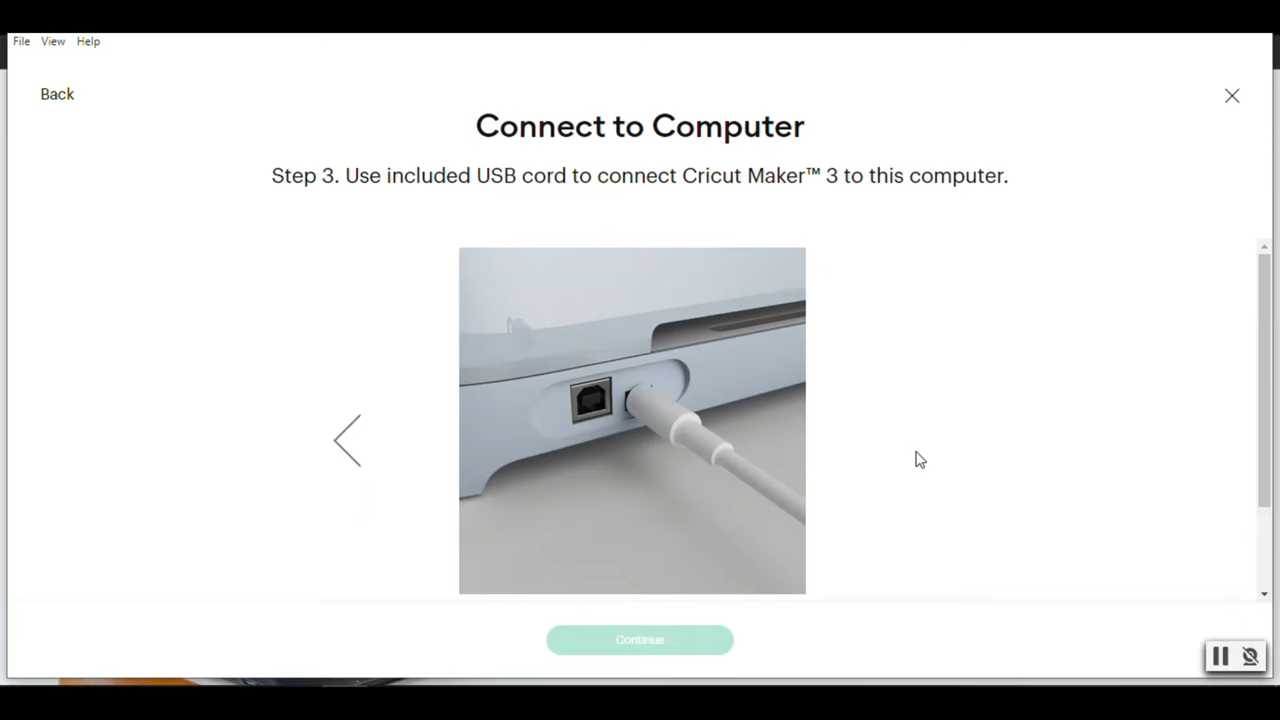 File View Help
Back
Connect to Computer
Step 3. Use included USB cord to connect Cricut Maker™ 3 to this computer.
Continue